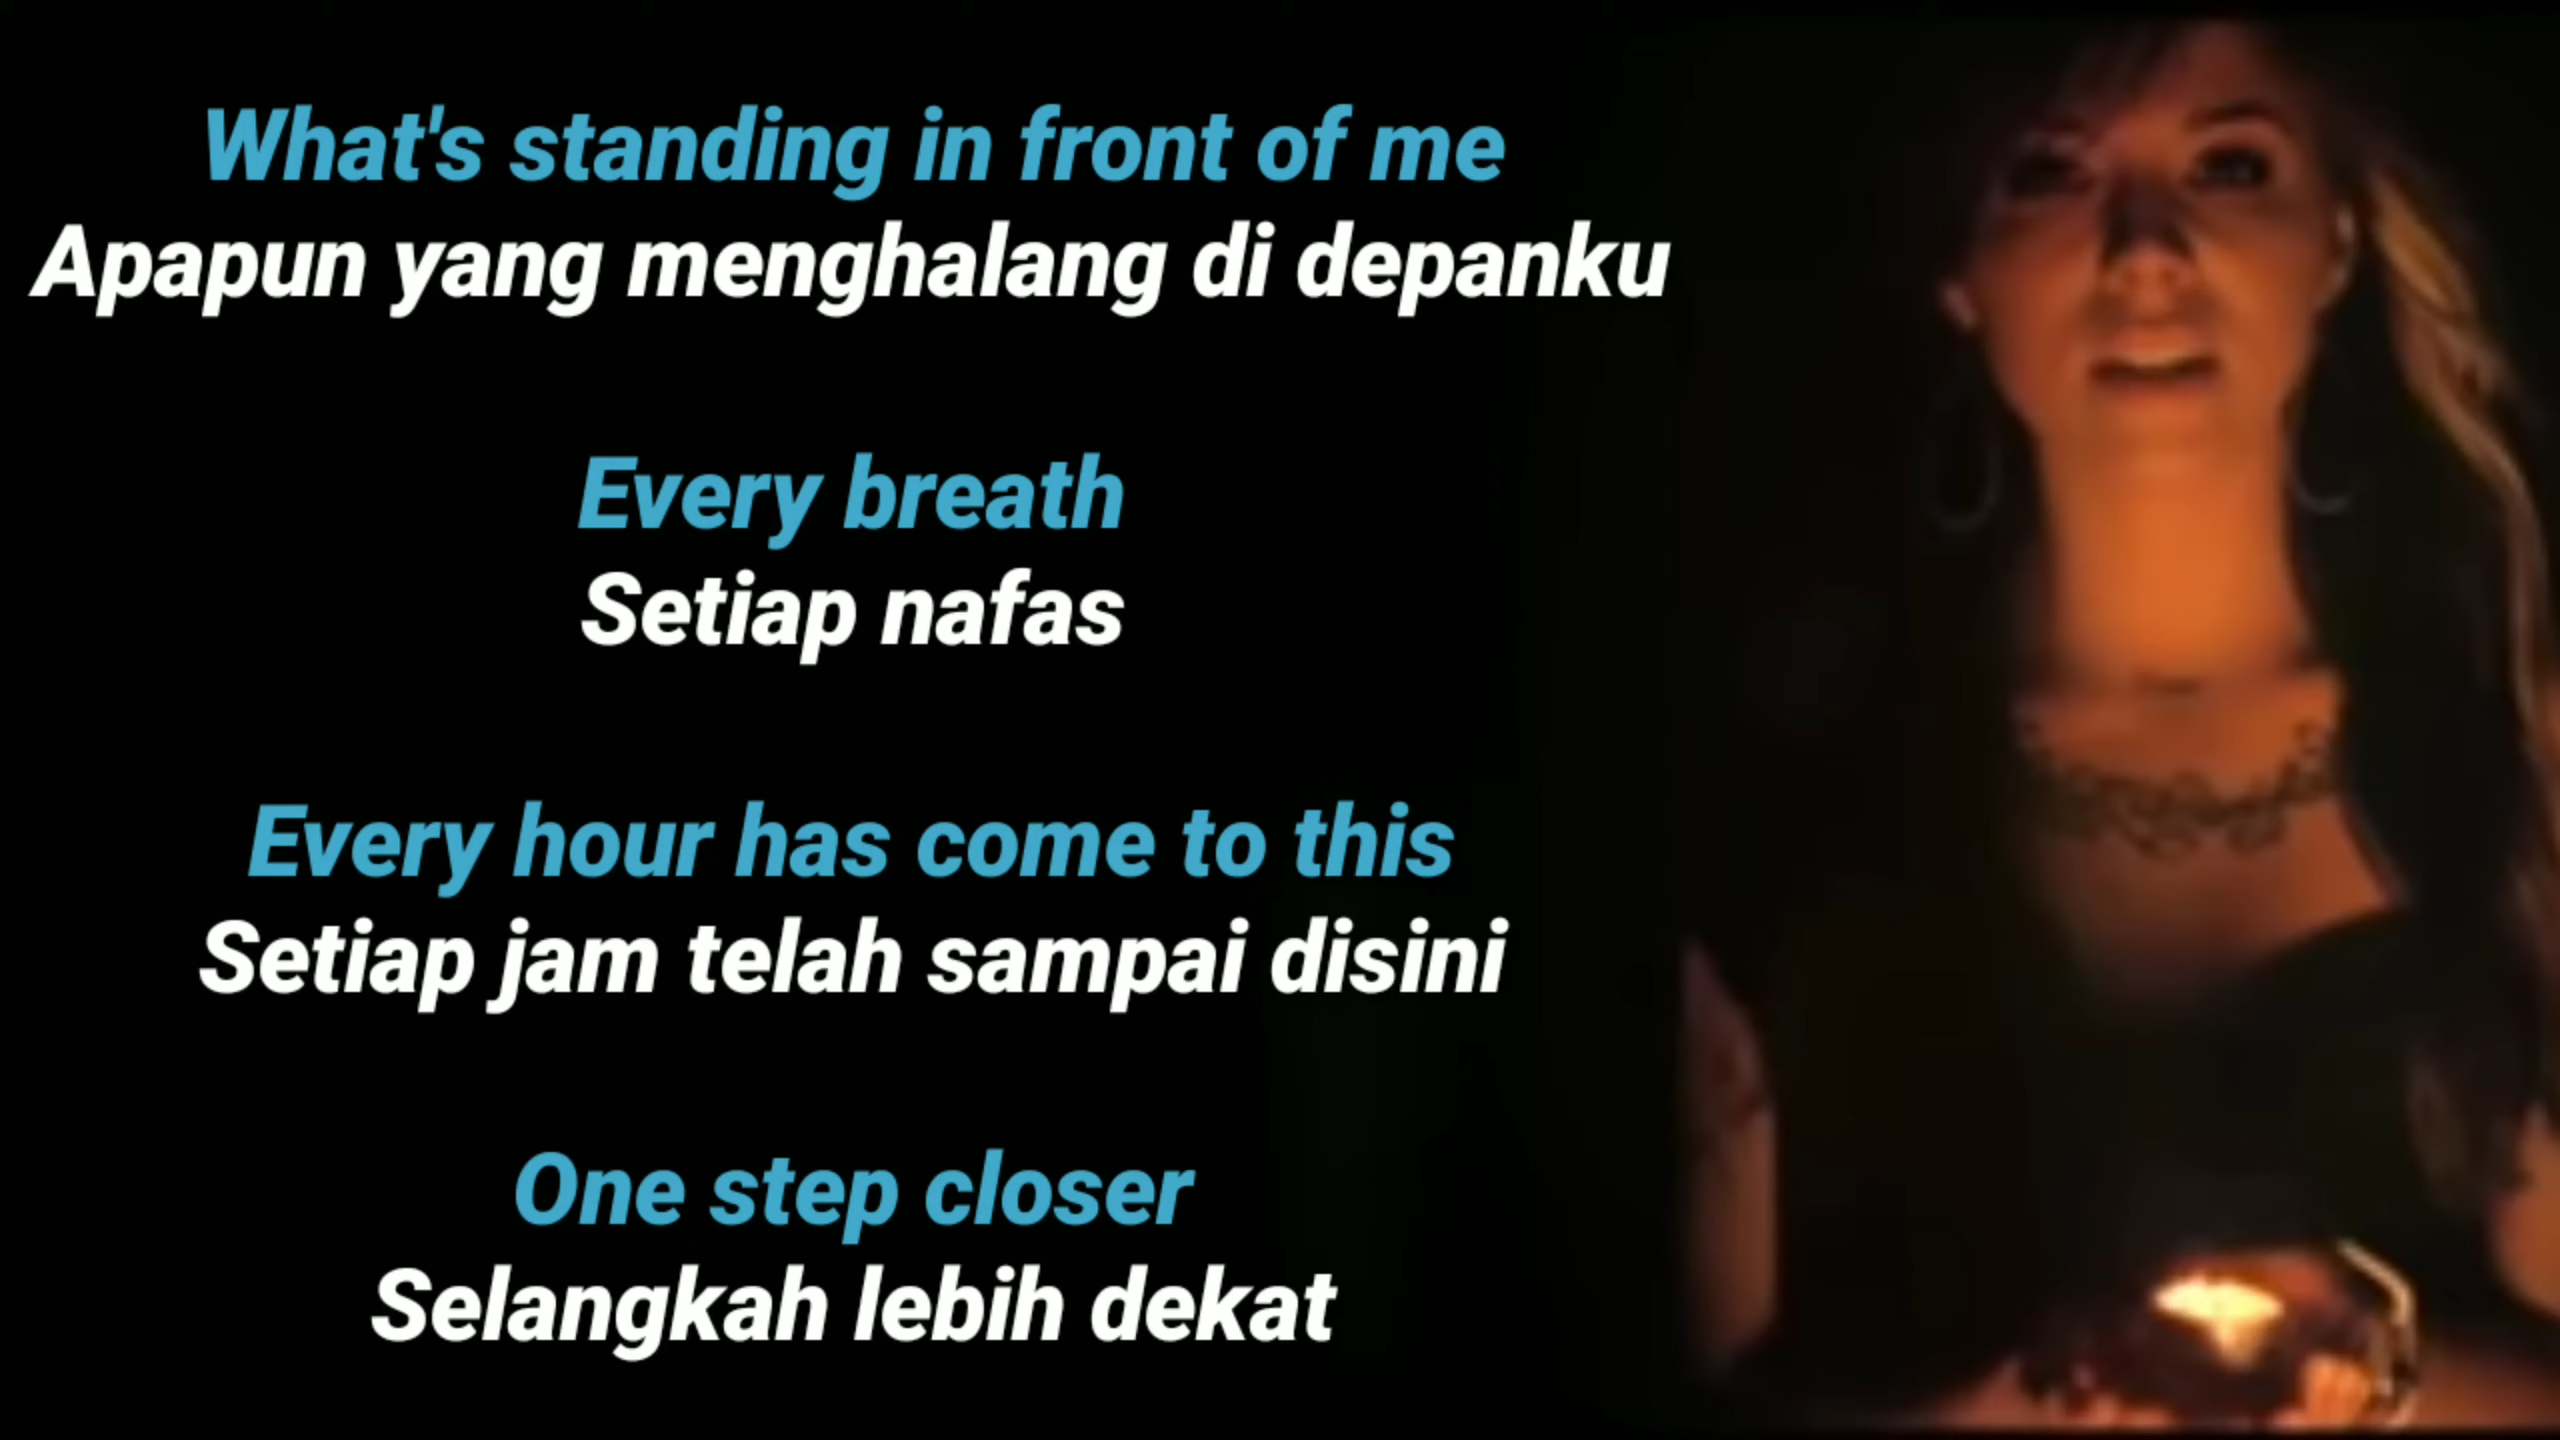 What's standing in front of me
Apapun yang menghalang di depanku
Every breath
Setiap nafas
Every hour has come to this
Setiap jam telah sampai disini
One step closer
Selangkah lebih dekat